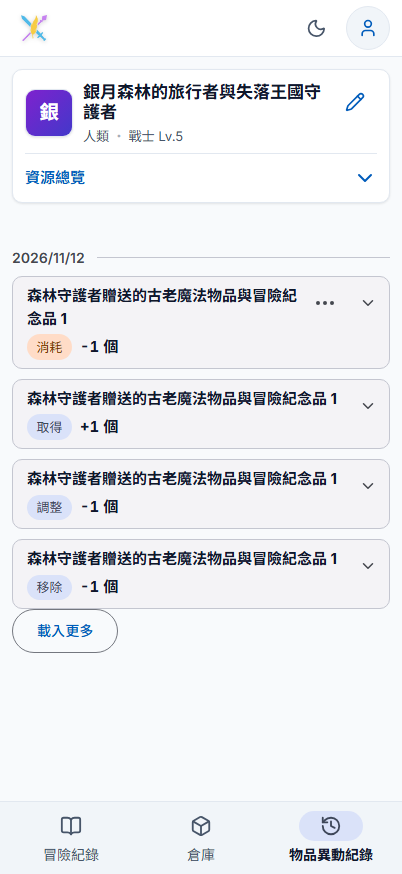 銀
銀月森林的旅行者與失落王國守
護者
人類 • 戰士 Lv.5
資源總覽
2026/11/12
森林守護者贈送的古老魔法物品與冒險紀
念品 1
消耗 -1 個
森林守護者贈送的古老魔法物品與冒險紀念品 1
取得 +1 個
森林守護者贈送的古老魔法物品與冒險紀念品 1
調整 -1 個
森林守護者贈送的古老魔法物品與冒險紀念品 1
移除 -1 個
載入更多
冒險紀錄 倉庫 物品異動紀錄